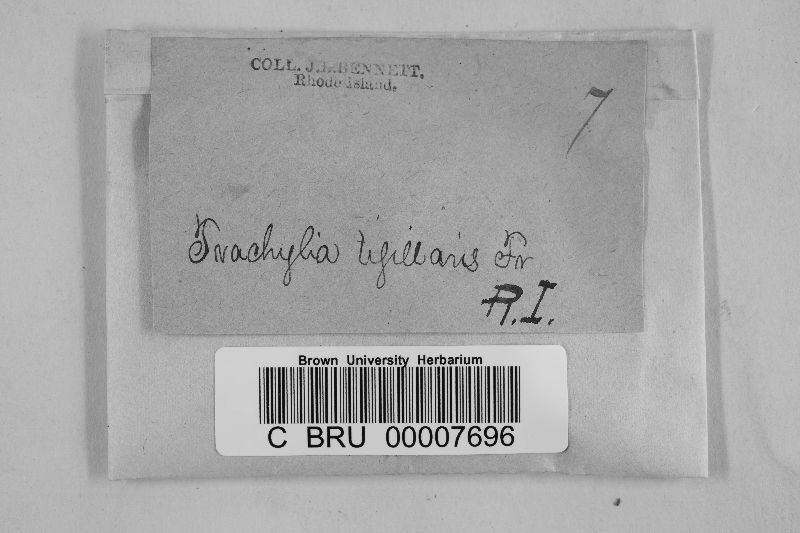 COLL. J.L. BENNETT.
Rhode Island.
7
Trachylia tigillaris Fr
R.I.
Brown University Herbarium
C BRU 00007696